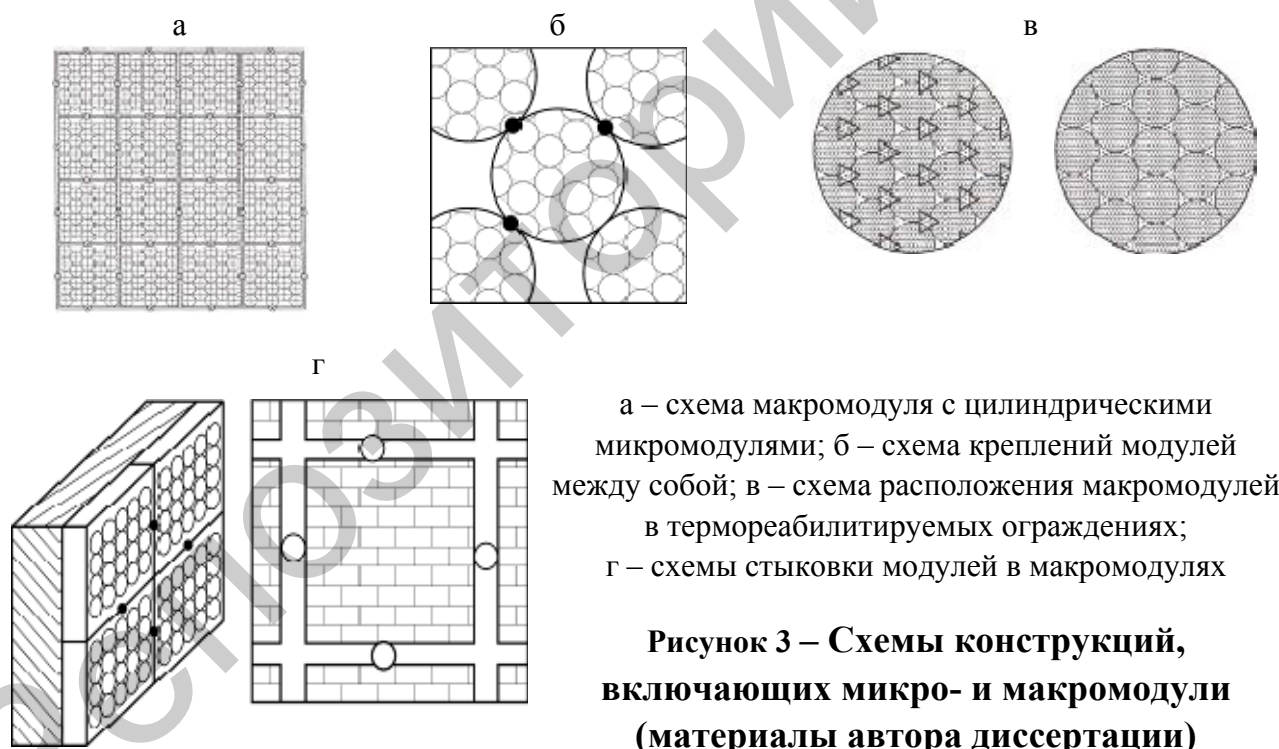 а
б
в
г
а – схема макромодуля с цилиндрическими
микромодулями; б – схема креплений модулей
между собой; в – схема расположения макромодулей
в термореабилитируемых ограждениях;
г – схемы стыковки модулей в макромодулях
Рисунок 3 – Схемы конструкций,
включающих микро- и макромодули
(материалы автора диссертации)